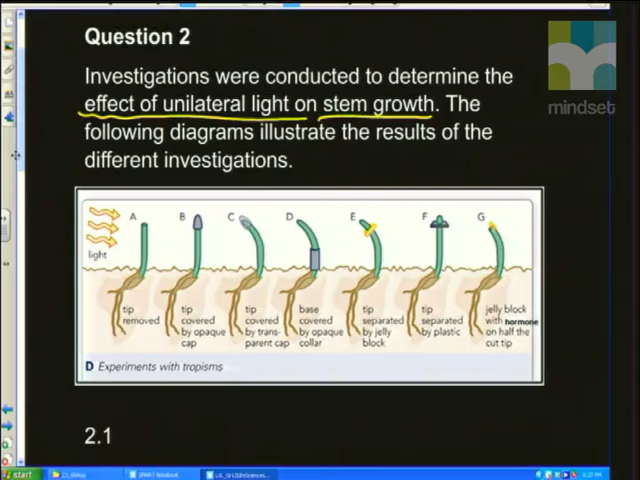 Question 2
mindset
Investigations were conducted to determine the
effect of unilateral light on stem growth. The
following diagrams illustrate the results of the
different investigations.
A B C D E F G
light
tip removed
tip covered by opaque cap
tip covered by trans- parent cap
base covered by opaque collar
tip separated by jelly block
tip separated by plastic
jelly block with hormone on half the cut tip
D Experiments with tropisms
2.1
start
SMART Notebook